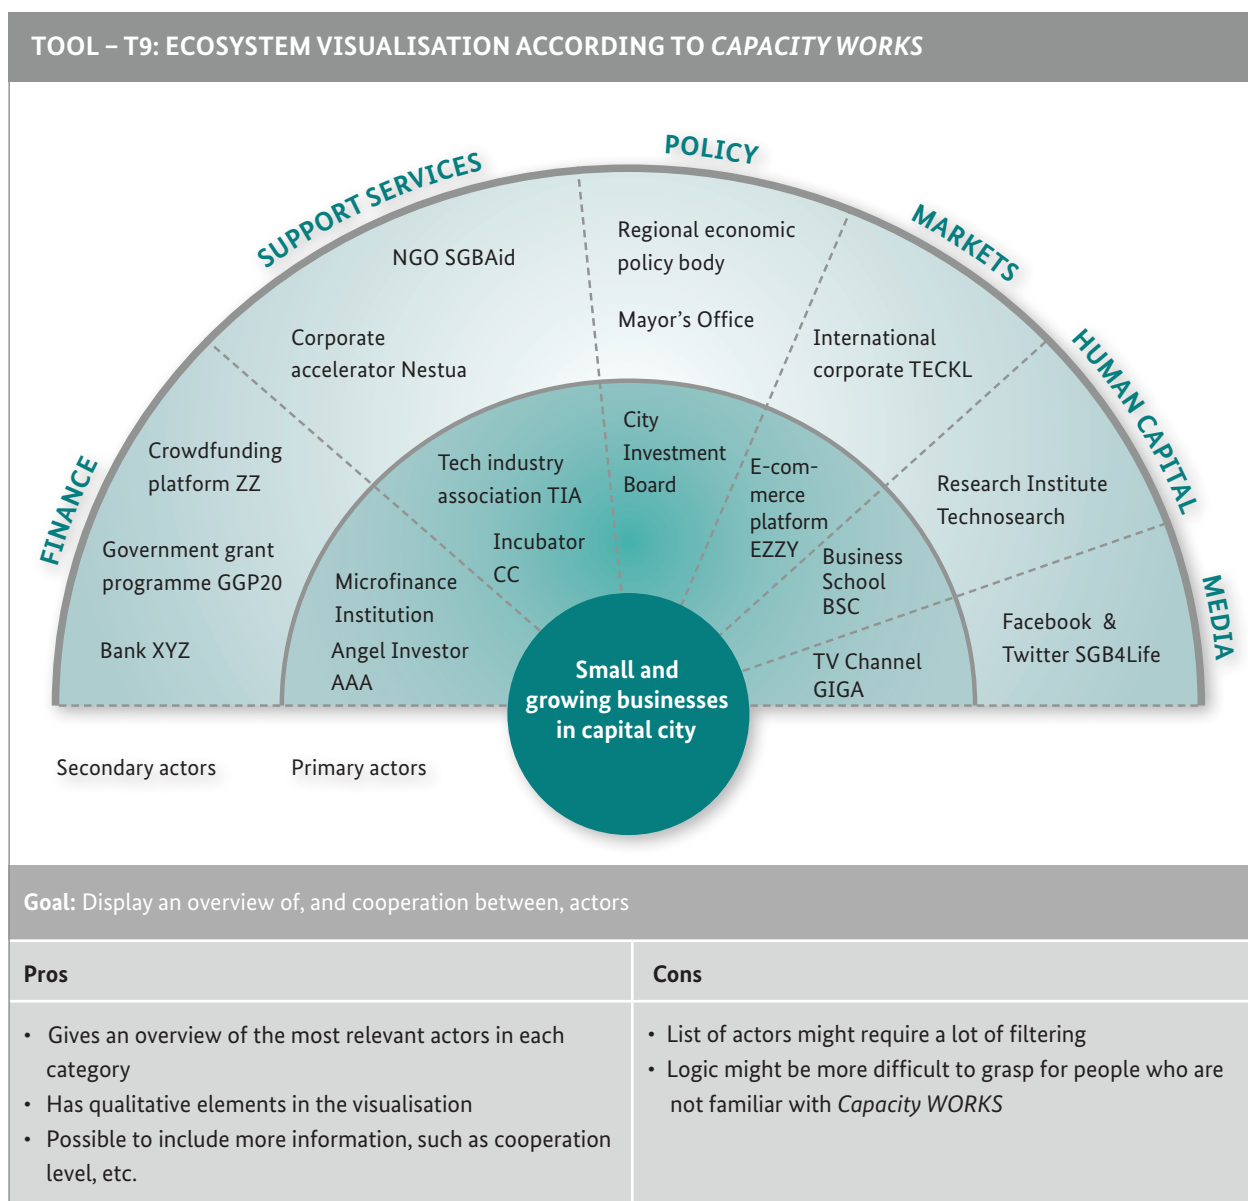 TOOL – T9: ECOSYSTEM VISUALISATION ACCORDING TO CAPACITY WORKS
FINANCE
SUPPORT SERVICES
POLICY
MARKETS
HUMAN CAPITAL
MEDIA
Crowdfunding
platform ZZ
Government grant
programme GGP20
Bank XYZ
Microfinance
Institution
Angel Investor
AAA
NGO SGBAid
Corporate
accelerator Nestua
Tech industry
association TIA
Incubator
CC
Regional economic
policy body
Mayor’s Office
City
Investment
Board
International
corporate TECKL
E-com-
merce
platform
EZZY
Research Institute
Technosearch
Business
School
BSC
Facebook &
Twitter SGB4Life
TV Channel
GIGA
Small and
growing businesses
in capital city
Secondary actors
Primary actors
Goal: Display an overview of, and cooperation between, actors
Pros
• Gives an overview of the most relevant actors in each
category
• Has qualitative elements in the visualisation
• Possible to include more information, such as cooperation
level, etc.
Cons
• List of actors might require a lot of filtering
• Logic might be more difficult to grasp for people who are
not familiar with Capacity WORKS